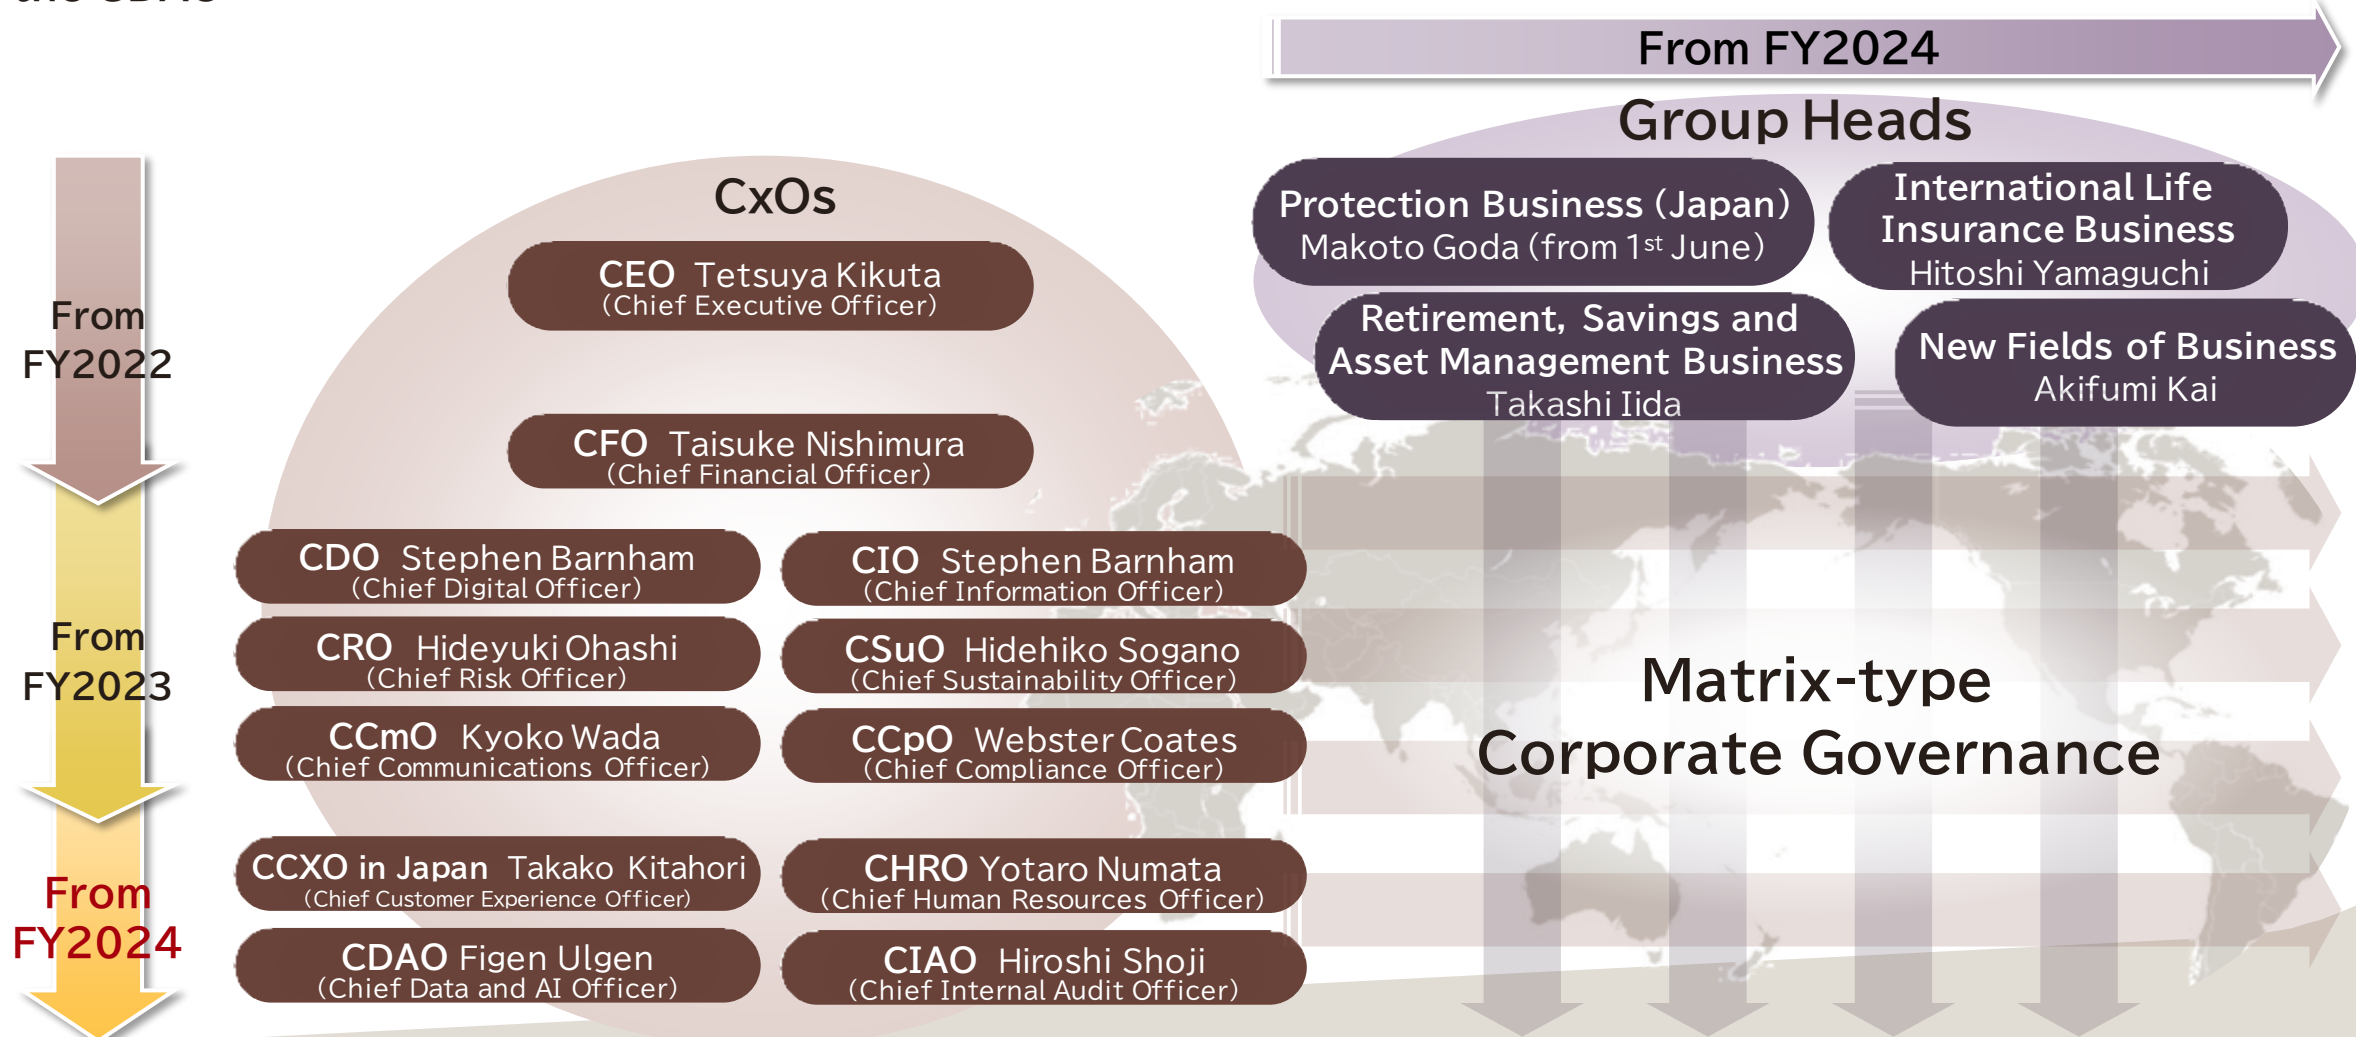 From FY2024
Group Heads
Protection Business (Japan)
Makoto Goda (from 1st June)
International Life
Insurance Business
Hitoshi Yamaguchi
Retirement, Savings and
Asset Management Business
Takashi Iida
New Fields of Business
Akifumi Kai
CxOs
From
FY2022
CEO Tetsuya Kikuta
(Chief Executive Officer)
CFO Taisuke Nishimura
(Chief Financial Officer)
From
FY2023
CDO Stephen Barnham
(Chief Digital Officer)
CIO Stephen Barnham
(Chief Information Officer)
CRO Hideyuki Ohashi
(Chief Risk Officer)
CSuO Hidehiko Sogano
(Chief Sustainability Officer)
CCmO Kyoko Wada
(Chief Communications Officer)
CCpO Webster Coates
(Chief Compliance Officer)
From
FY2024
CCXO in Japan Takako Kitahori
(Chief Customer Experience Officer)
CHRO Yotaro Numata
(Chief Human Resources Officer)
CDAO Figen Ulgen
(Chief Data and AI Officer)
CIAO Hiroshi Shoji
(Chief Internal Audit Officer)
Matrix-type
Corporate Governance